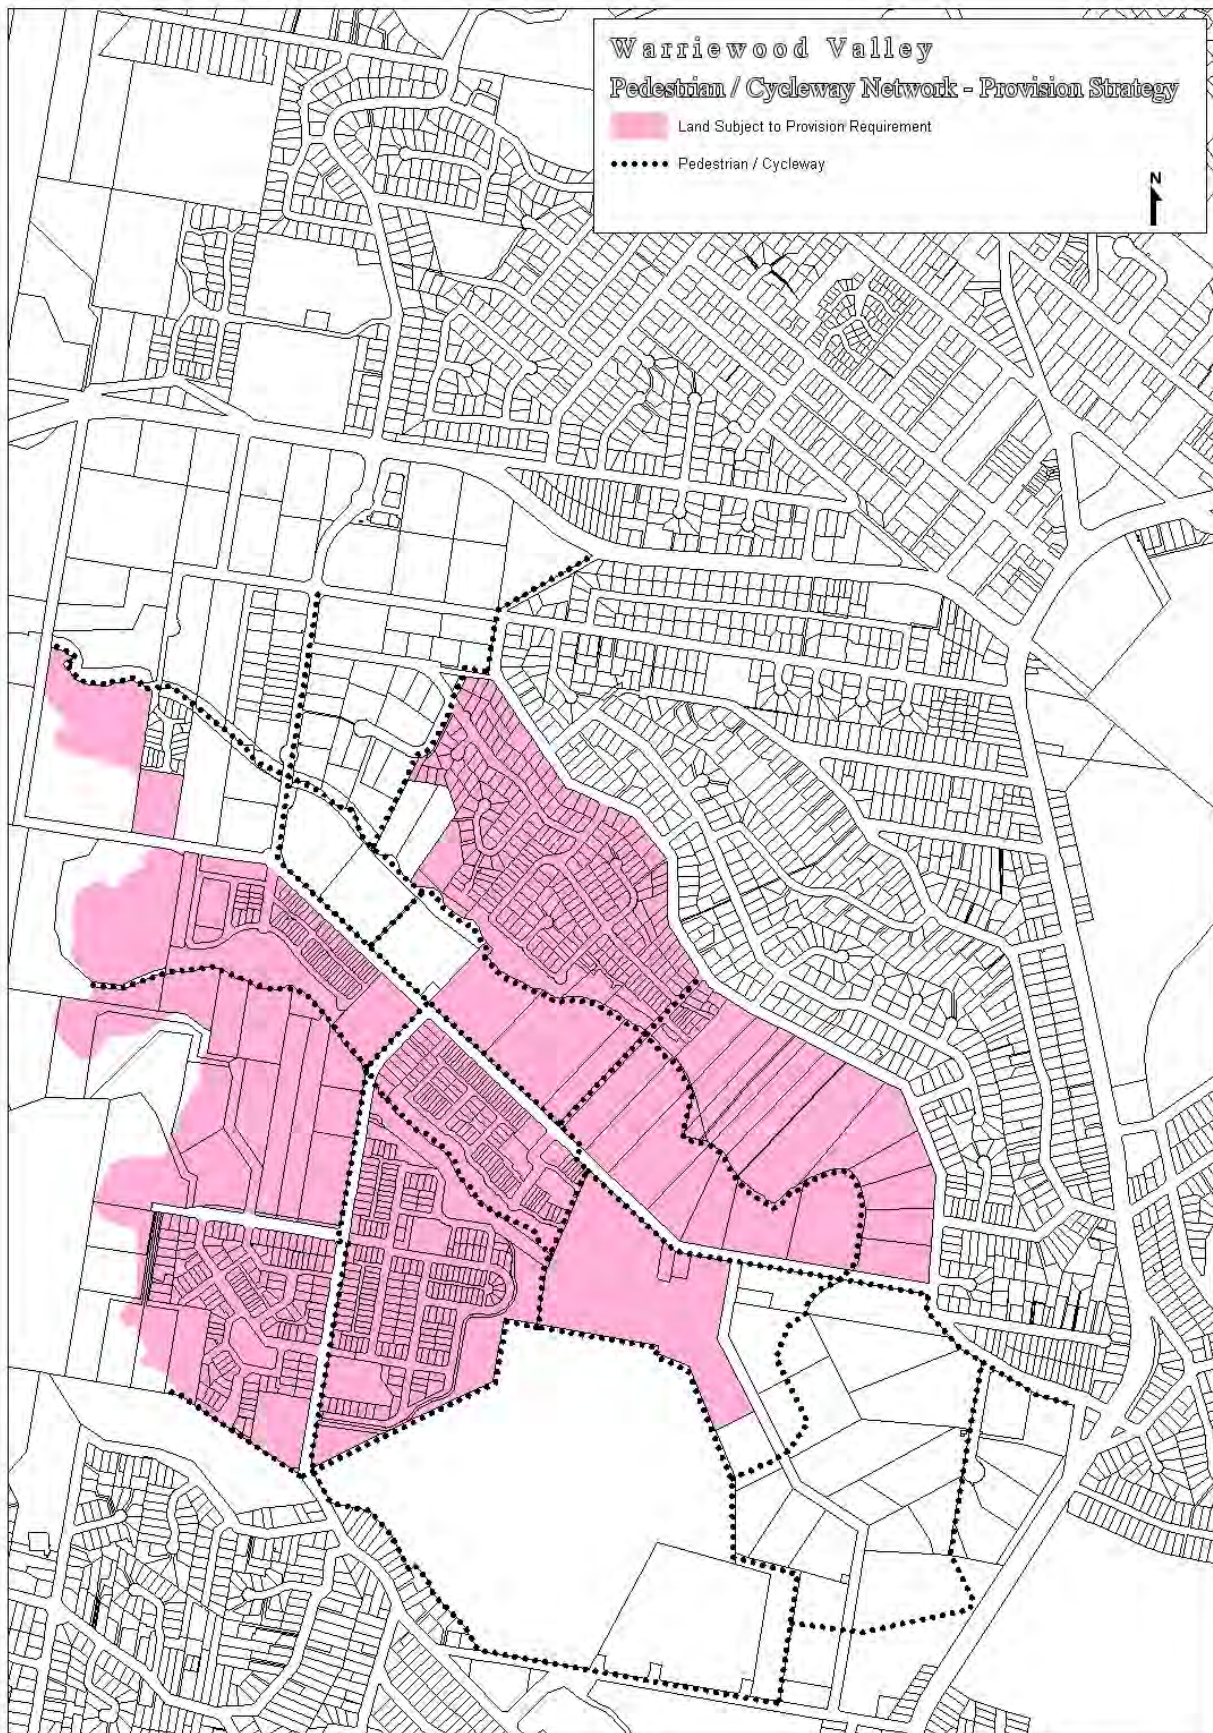 Warriewood Valley
Pedestrian / Cycleway Network - Provision Strategy
Land Subject to Provision Requirement
Pedestrian / Cycleway
N